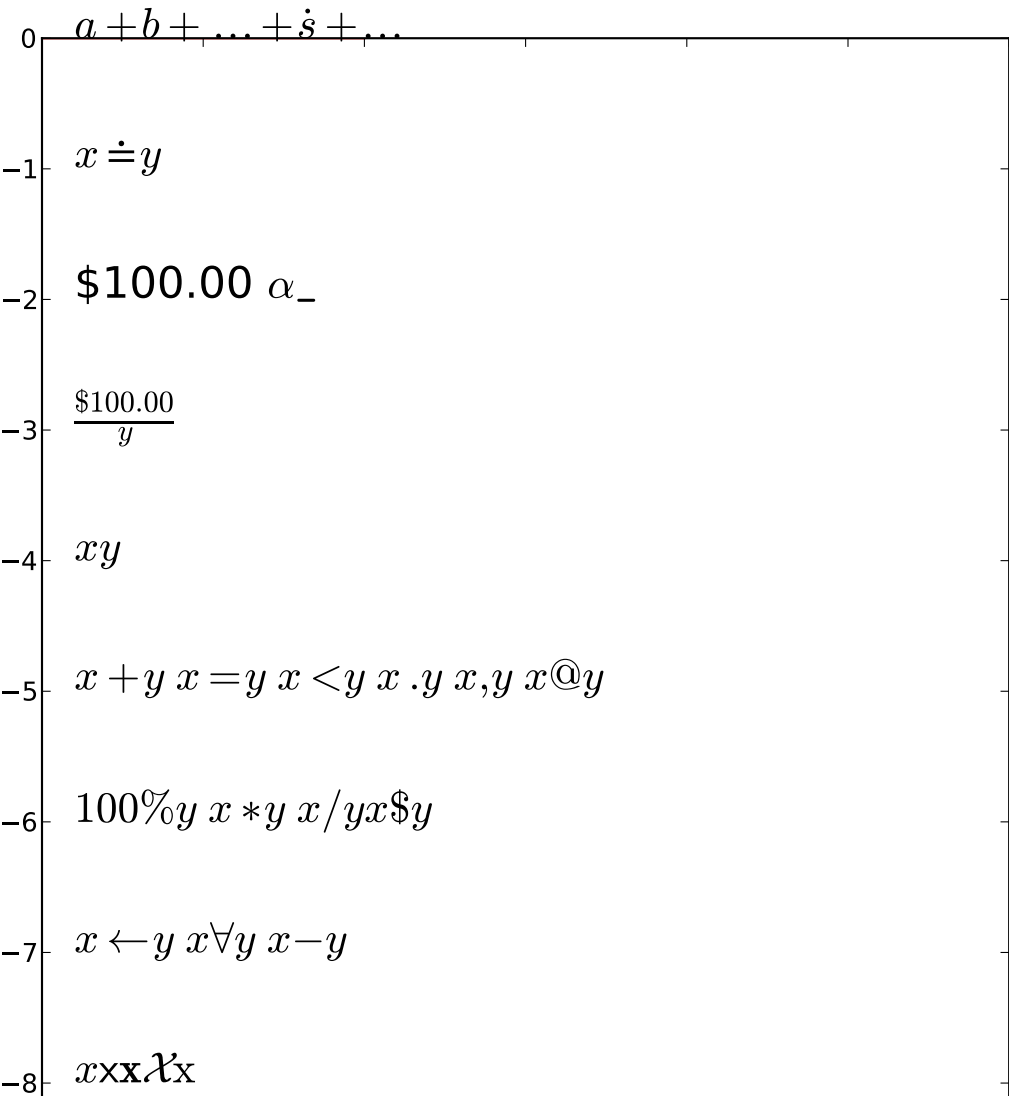 a + b + … + ṡ + …
0
x ≐ y
−1
$100.00 α_
−2
$100.00
y
−3
xy
−4
x + y x = y x < y x .y x,y x@y
−5
100%y x * y x/yx$y
−6
x ← y x∀y x−y
−7
xxx𝒳x
−8